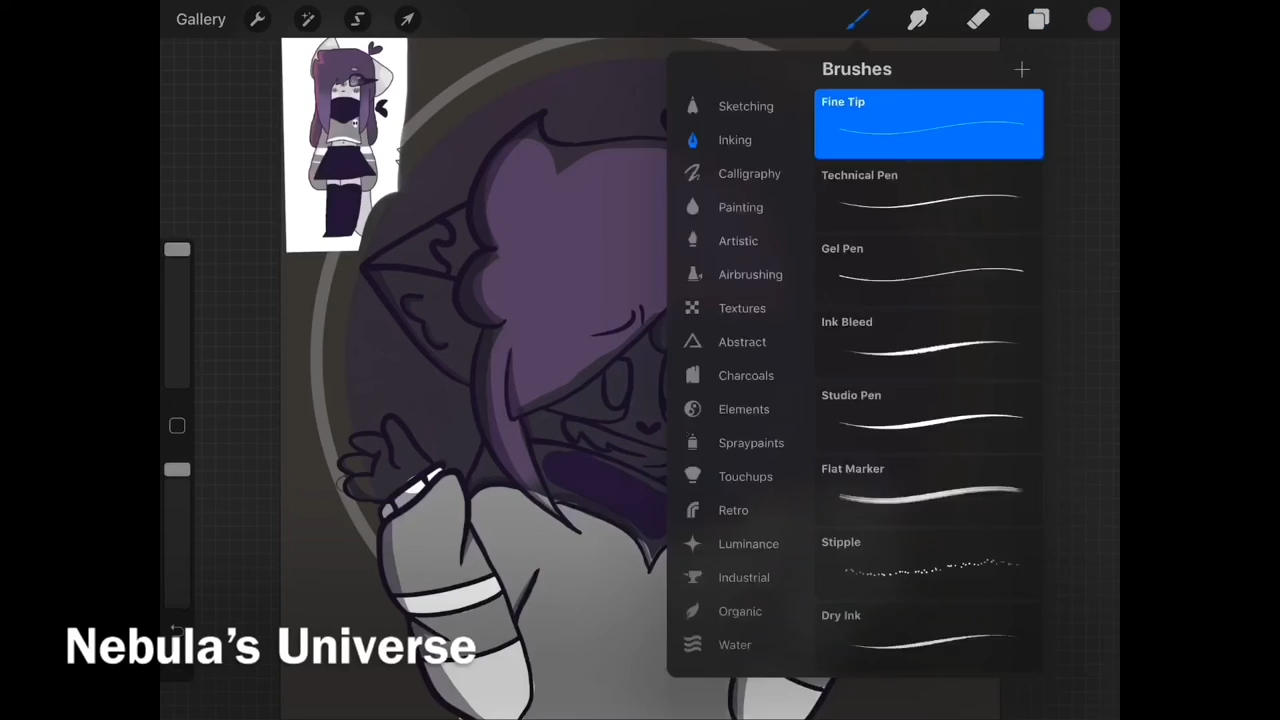 Gallery
Brushes
Sketching
Inking
Calligraphy
Painting
Artistic
Airbrushing
Textures
Abstract
Charcoals
Elements
Spraypaints
Touchups
Retro
Luminance
Industrial
Organic
Water
Fine Tip
Technical Pen
Gel Pen
Ink Bleed
Studio Pen
Flat Marker
Stipple
Dry Ink
Nebula’s Universe